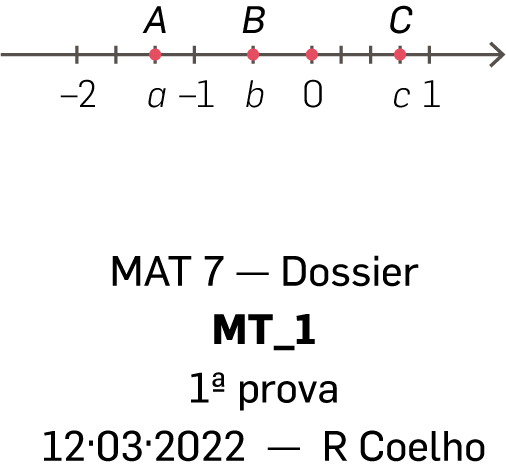 A B C
–2 a –1 b 0 c 1
MAT 7 — Dossier
MT_1
1ª prova
12·03·2022 — R Coelho